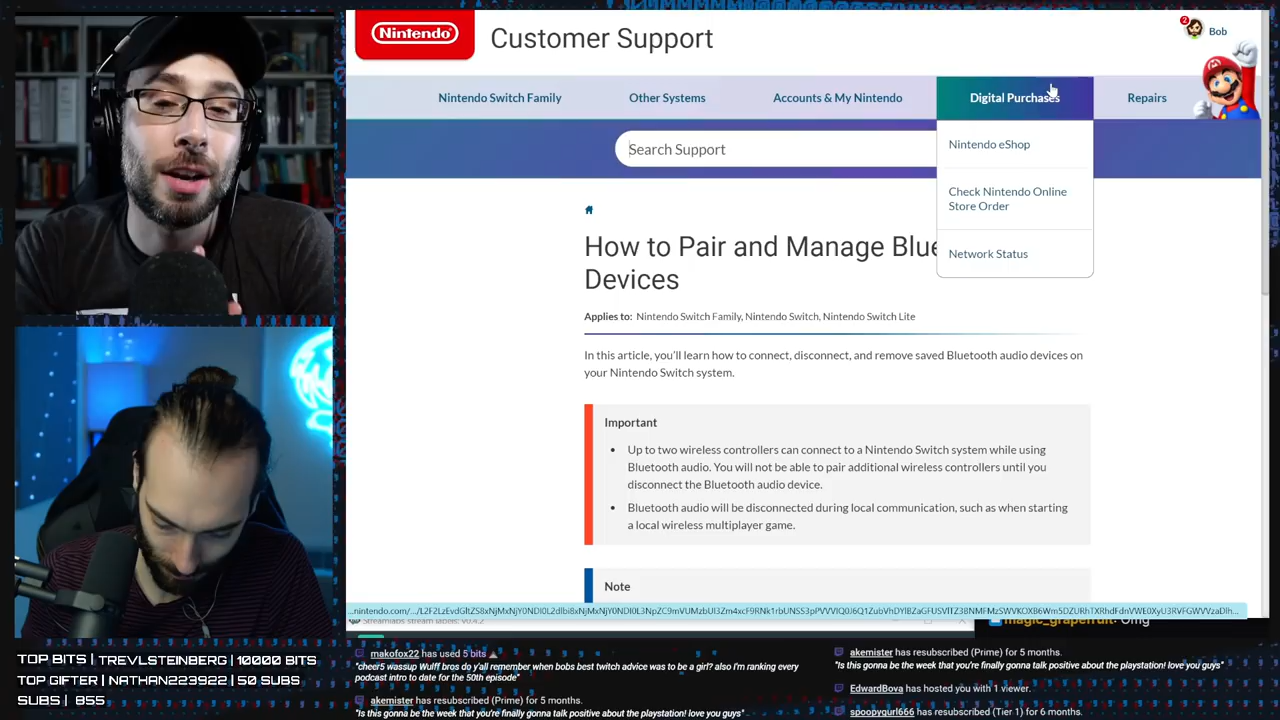 Nintendo
Customer Support
2
Bob
Nintendo Switch Family
Other Systems
Accounts & My Nintendo
Digital Purchases
Repairs
Search Support
Nintendo eShop
Check Nintendo Online
Store Order
Network Status
How to Pair and Manage Blue
Devices
Applies to: Nintendo Switch Family, Nintendo Switch, Nintendo Switch Lite
In this article, you'll learn how to connect, disconnect, and remove saved Bluetooth audio devices on
your Nintendo Switch system.
Important
• Up to two wireless controllers can connect to a Nintendo Switch system while using
Bluetooth audio. You will not be able to pair additional wireless controllers until you
disconnect the Bluetooth audio device.
• Bluetooth audio will be disconnected during local communication, such as when starting
a local wireless multiplayer game.
Note
Streamlabs stream labels: v0.4.2
magic_grapefruit: Omg
TOP BITS | TREVLSTEINBERG | 10000 BITS
TOP GIFTER | NATHAN223922 | 50 SUBS
SUBS | 855
makofox22 has used 5 bits
"cheer5 wassup Wulff bros do y'all remember when bobs best twitch advice was to be a girl? also I'm ranking every
podcast intro to date for the 50th episode"
akemister has resubscribed (Prime) for 5 months.
"Is this gonna be the week that you're finally gonna talk positive about the playstation! love you guys"
akemister has resubscribed (Prime) for 5 months.
"Is this gonna be the week that you're finally gonna talk positive about the playstation! love you guys"
EdwardBova has hosted you with 1 viewer.
spoopygurl666 has resubscribed (Tier 1) for 6 months.